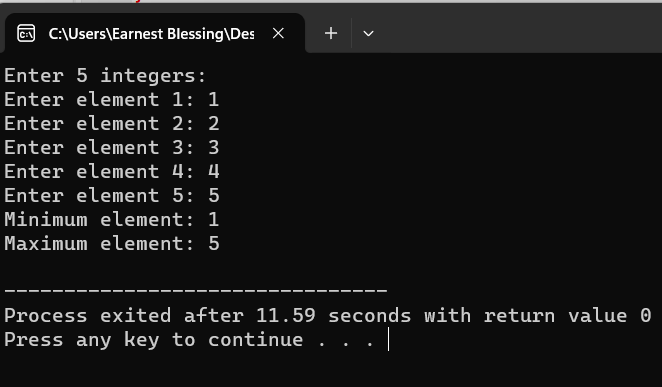 C:\Users\Earnest Blessing\Des
Enter 5 integers:
Enter element 1: 1
Enter element 2: 2
Enter element 3: 3
Enter element 4: 4
Enter element 5: 5
Minimum element: 1
Maximum element: 5
--------------------------------
Process exited after 11.59 seconds with return value 0
Press any key to continue . . .